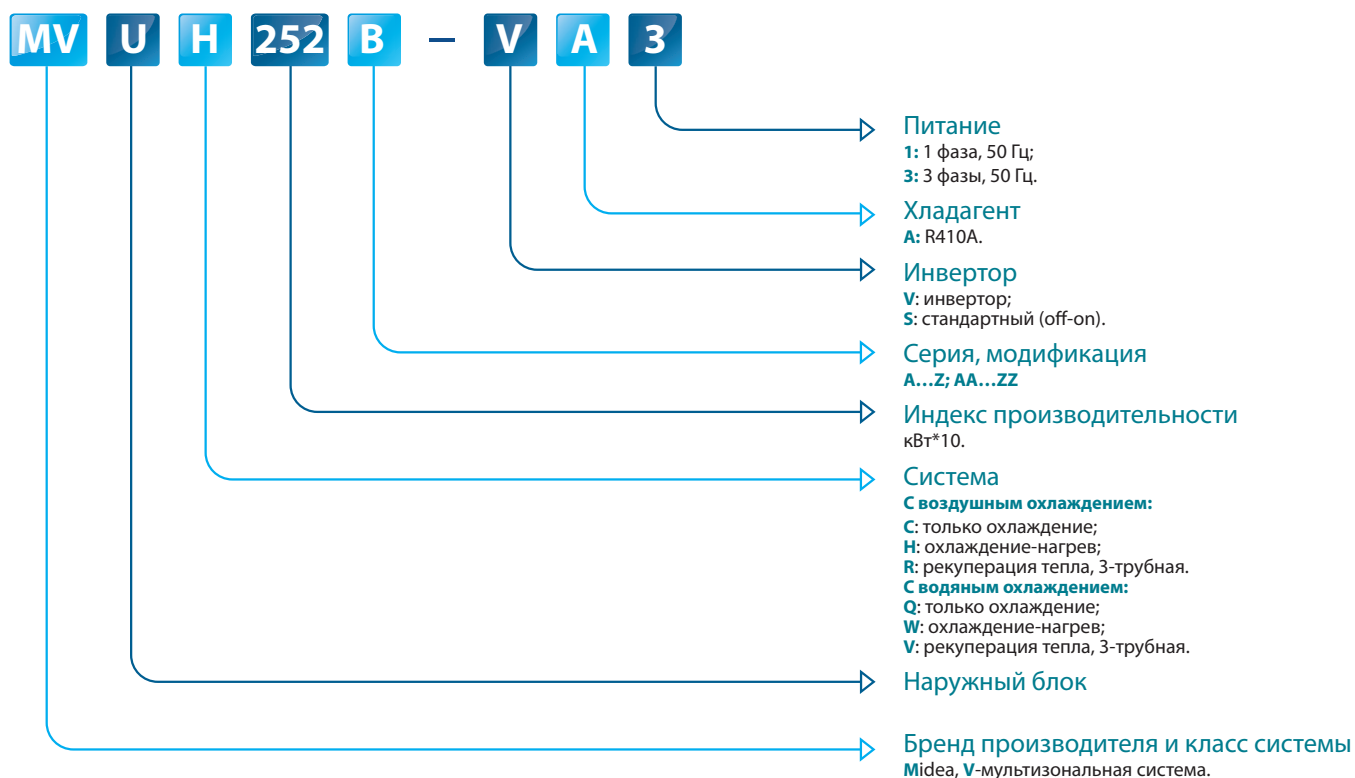 MV U H 252 B – V A 3
Питание
1: 1 фаза, 50 Гц;
3: 3 фазы, 50 Гц.
Хладагент
A: R410A.
Инвертор
V: инвертор;
S: стандартный (off-on).
Серия, модификация
A...Z; AA...ZZ
Индекс производительности
кВт*10.
Система
С воздушным охлаждением:
C: только охлаждение;
H: охлаждение-нагрев;
R: рекуперация тепла, 3-трубная.
С водяным охлаждением:
Q: только охлаждение;
W: охлаждение-нагрев;
V: рекуперация тепла, 3-трубная.
Наружный блок
Бренд производителя и класс системы
Midea, V-мультизональная система.